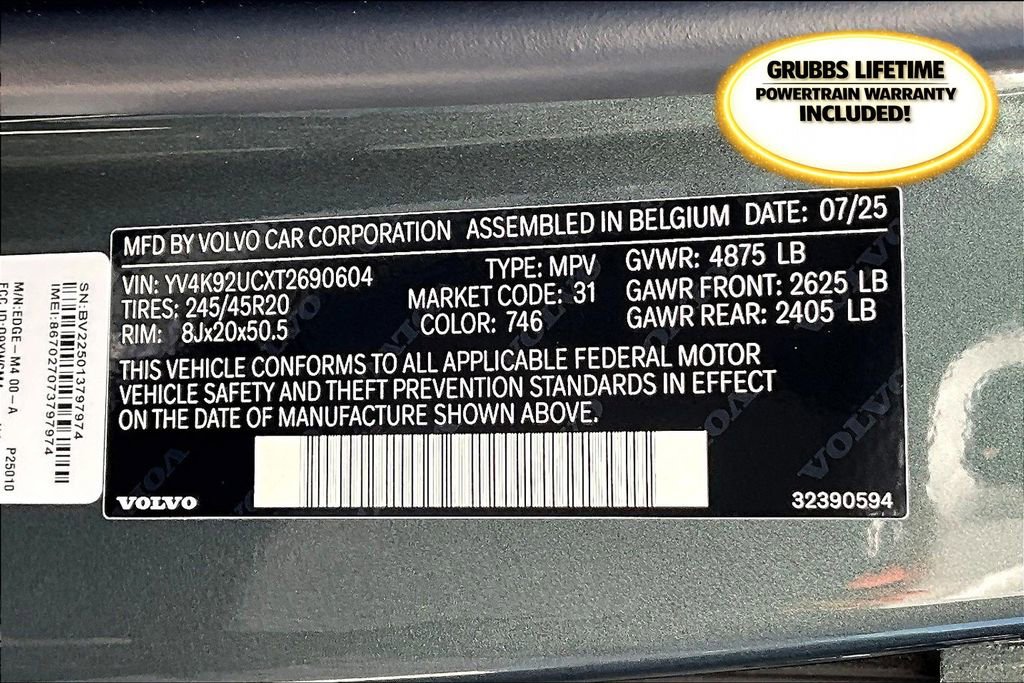 GRUBBS LIFETIME
POWERTRAIN WARRANTY
INCLUDED!
MFD BY VOLVO CAR CORPORATION ASSEMBLED IN BELGIUM DATE: 07/25
VIN: YV4K92UCXT2690604 TYPE: MPV GVWR: 4875 LB
TIRES: 245/45R20 MARKET CODE: 31 GAWR FRONT: 2625 LB
RIM: 8Jx20x50.5 COLOR: 746 GAWR REAR: 2405 LB
THIS VEHICLE CONFORMS TO ALL APPLICABLE FEDERAL MOTOR
VEHICLE SAFETY AND THEFT PREVENTION STANDARDS IN EFFECT
ON THE DATE OF MANUFACTURE SHOWN ABOVE.
VOLVO 32390594
SN:BV225013797974
IMEI:867027073797974
M/N:EDGE-M4.00-A P25010
FCC ID: